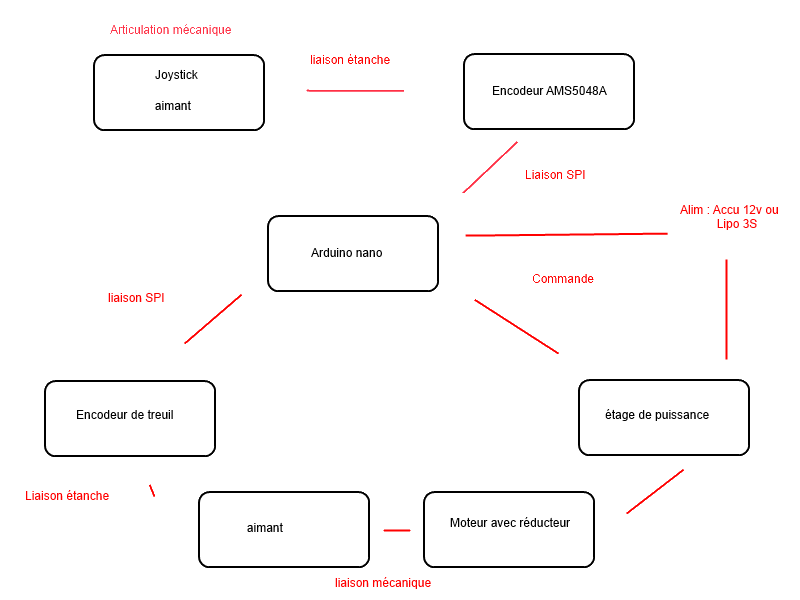 Articulation mécanique
Joystick
aimant
liaison étanche
Encodeur AMS5048A
Liaison SPI
Alim : Accu 12v ou
Lipo 3S
Arduino nano
Commande
liaison SPI
Encodeur de treuil
étage de puissance
Liaison étanche
aimant
Moteur avec réducteur
liaison mécanique